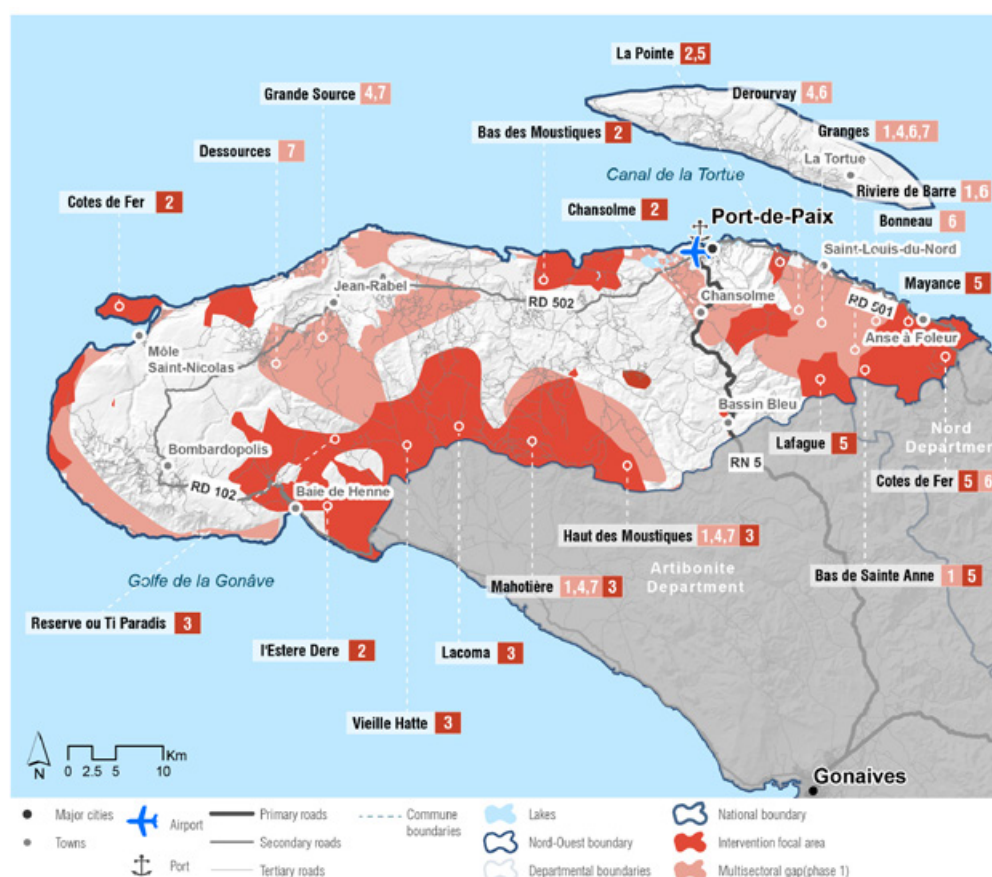 La Pointe 2,5
Grande Source 4,7
Derourvay 4,6
Bas des Moustiques 2
Granges 1,4,6,7
Dessources 7
La Tortue
Canal de la Tortue
Riviere de Barre 1,6
Cotes de Fer 2
Chansolme 2
Port-de-Paix
Bonneau 6
Saint-Louis-du-Nord
Mayance 5
Jean-Rabel
RD 502
Chansolme
RD 501
Anse à Foleur
Môle
Saint-Nicolas
Bassin Bleu
Nord
Department
Bombardopolis
Lafague 5
RN 5
RD 102
Baie de Henne
Cotes de Fer 5 6
Haut des Moustiques 1,4,7 3
Artibonite
Department
Golfe de la Gonâve
Mahotière 1,4,7 3
Bas de Sainte Anne 1 5
Reserve ou Ti Paradis 3
l'Estere Dere 2
Lacoma 3
Vieille Hatte 3
N
0 2.5 5 10 Km
Gonaives
Major cities
Airport
Primary roads
Commune
boundaries
Lakes
National boundary
Towns
Secondary roads
Nord-Ouest boundary
Intervention focal area
Port
Tertiary roads
Departmental boundaries
Multisectoral gap(phase 1)